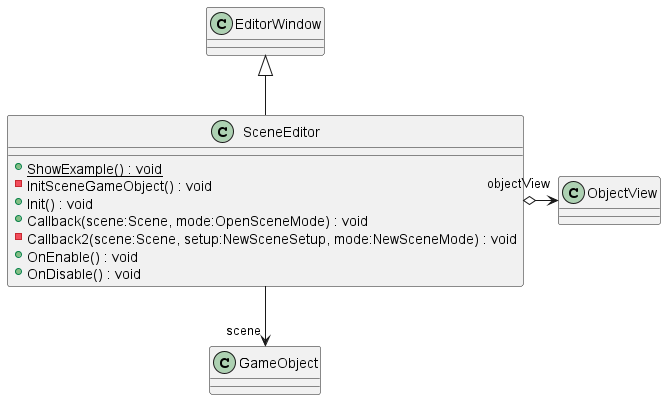 C EditorWindow
C SceneEditor
ShowExample() : void
InitSceneGameObject() : void
Init() : void
Callback(scene:Scene, mode:OpenSceneMode) : void
Callback2(scene:Scene, setup:NewSceneSetup, mode:NewSceneMode) : void
OnEnable() : void
OnDisable() : void
objectView
C ObjectView
scene
C GameObject